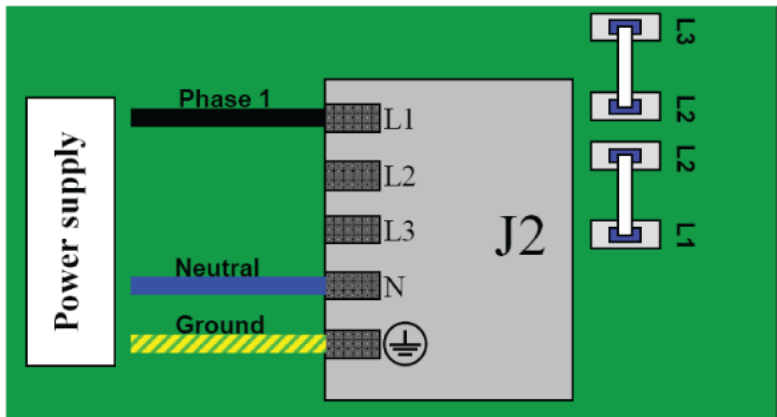 Power supply
Phase 1
Neutral
Ground
L1
L2
L3
N
J2
L3
L2
L2
L1